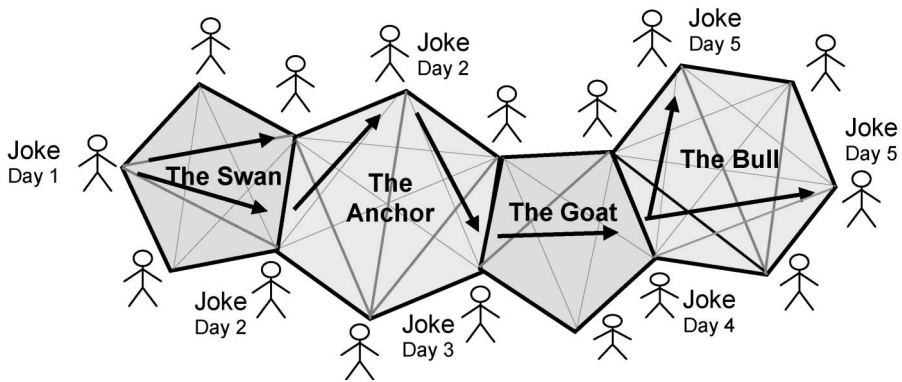 Joke
Day 1
The Swan
Joke
Day 2
Joke
Day 2
The
Anchor
Joke
Day 3
The Goat
Joke
Day 4
Joke
Day 5
The Bull
Joke
Day 5